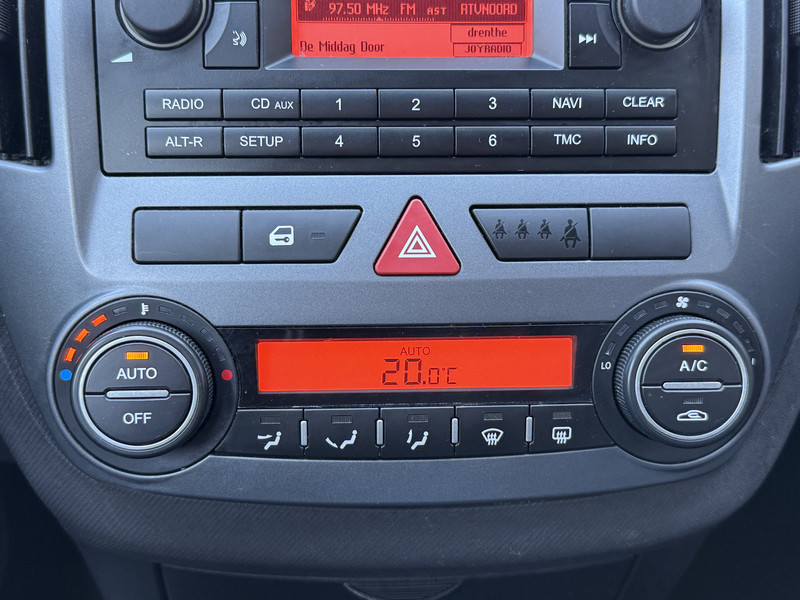 97.50 MHz FM AST RTVNOORD
drenthe
De Middag Door JOYRADIO
RADIO CD AUX 1 2 3 NAVI CLEAR
ALT-R SETUP 4 5 6 TMC INFO
AUTO
20.0°C
AUTO
OFF
LO
A/C